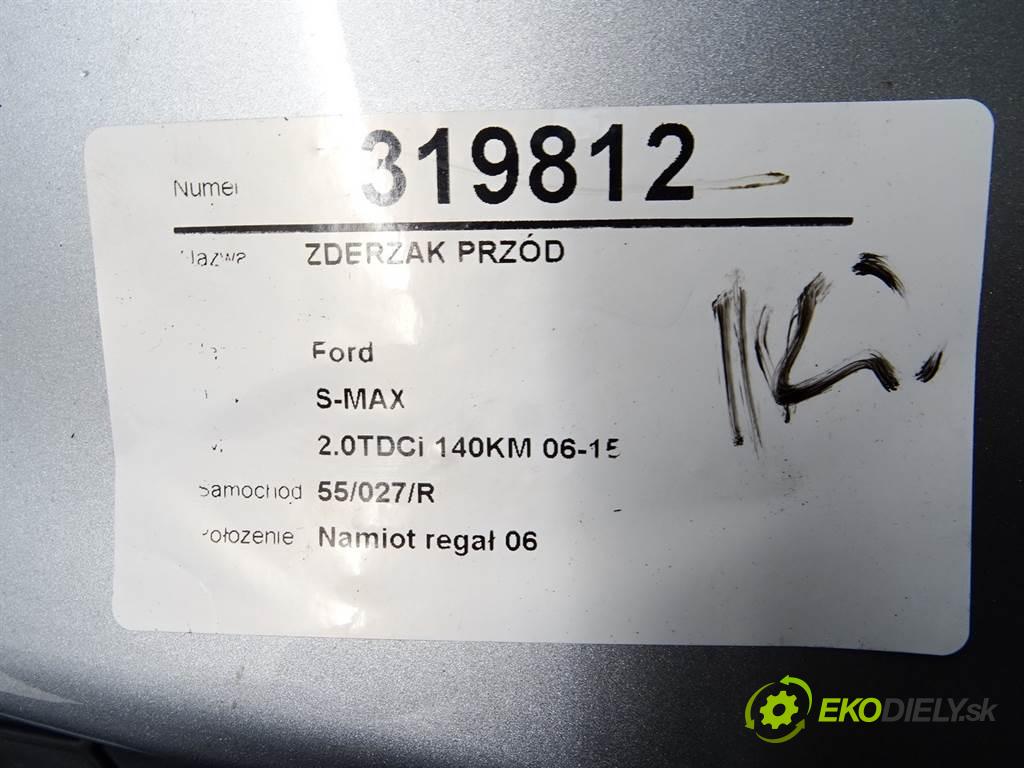 Numer 319812
Nazwa ZDERZAK PRZÓD
Ford
S-MAX
2.0TDCi 140KM 06-15
Samochód 55/027/R
Położenie Namiot regał 06
EKODIELY.sk